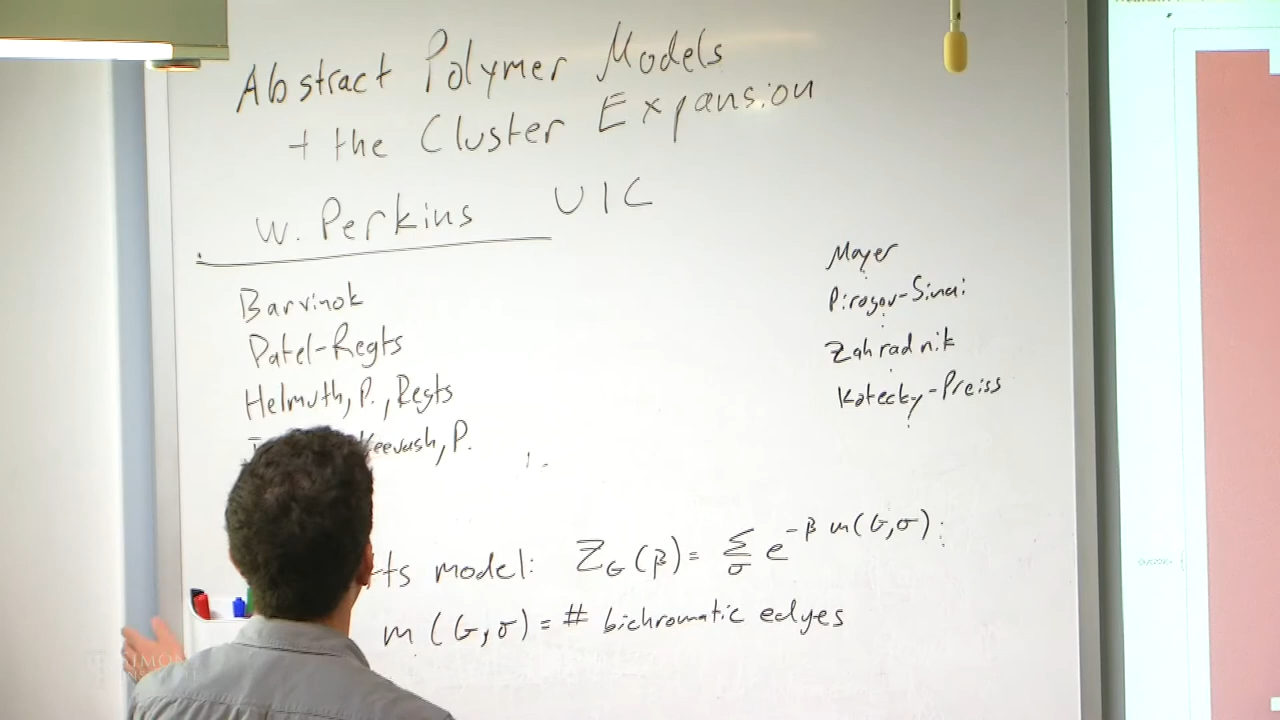 Abstract Polymer Models
+ the Cluster Expansion
W. Perkins UIC
Barvinok
Patel-Regts
Helmuth, P., Regts
Keevash, P.
Mayer
Pirogov-Sinai
Zahradnik
Kotecky-Preiss
tts model: Z_G(β) = Σ_σ e^{-β m(G,σ)}
m(G,σ) = # bichromatic edges